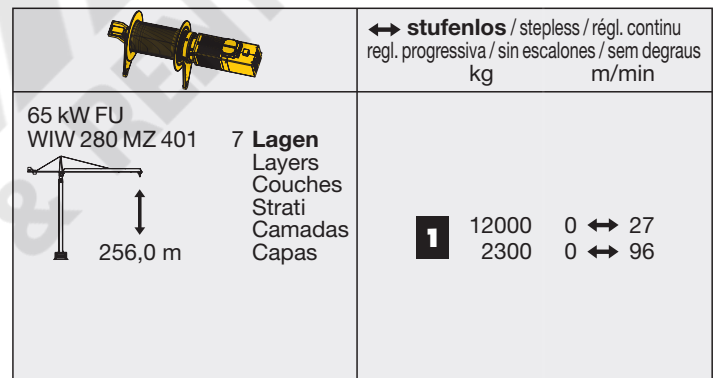 ↔ stufenlos / stepless / régl. continu
regl. progressiva / sin escalones / sem degraus
kg m/min
65 kW FU
WIW 280 MZ 401 7 Lagen
Layers
Couches
Strati
Camadas
256,0 m Capas
1 12000 0 ↔ 27
2300 0 ↔ 96
& RENT